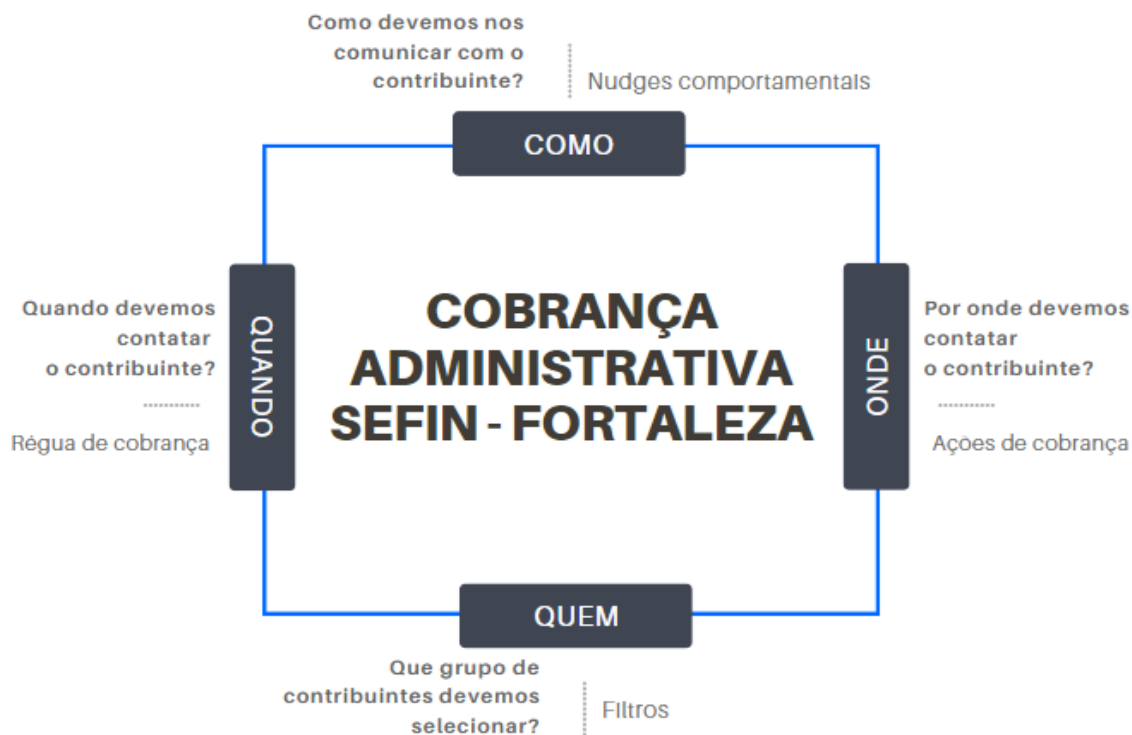 Como devemos nos
comunicar com o
contribuinte?
Nudges comportamentais
COMO
Quando devemos
contatar
o contribuinte?
Régua de cobrança
QUANDO
COBRANÇA
ADMINISTRATIVA
SEFIN - FORTALEZA
ONDE
Por onde devemos
contatar
o contribuinte?
Ações de cobrança
QUEM
Que grupo de
contribuintes devemos
selecionar?
Filtros